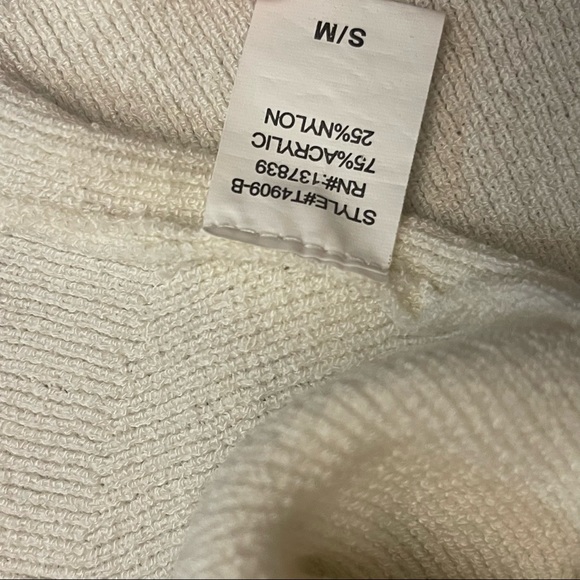 STYLE#T4909-B
RN#:137839
75%ACRYLIC
25%NYLON
S/M